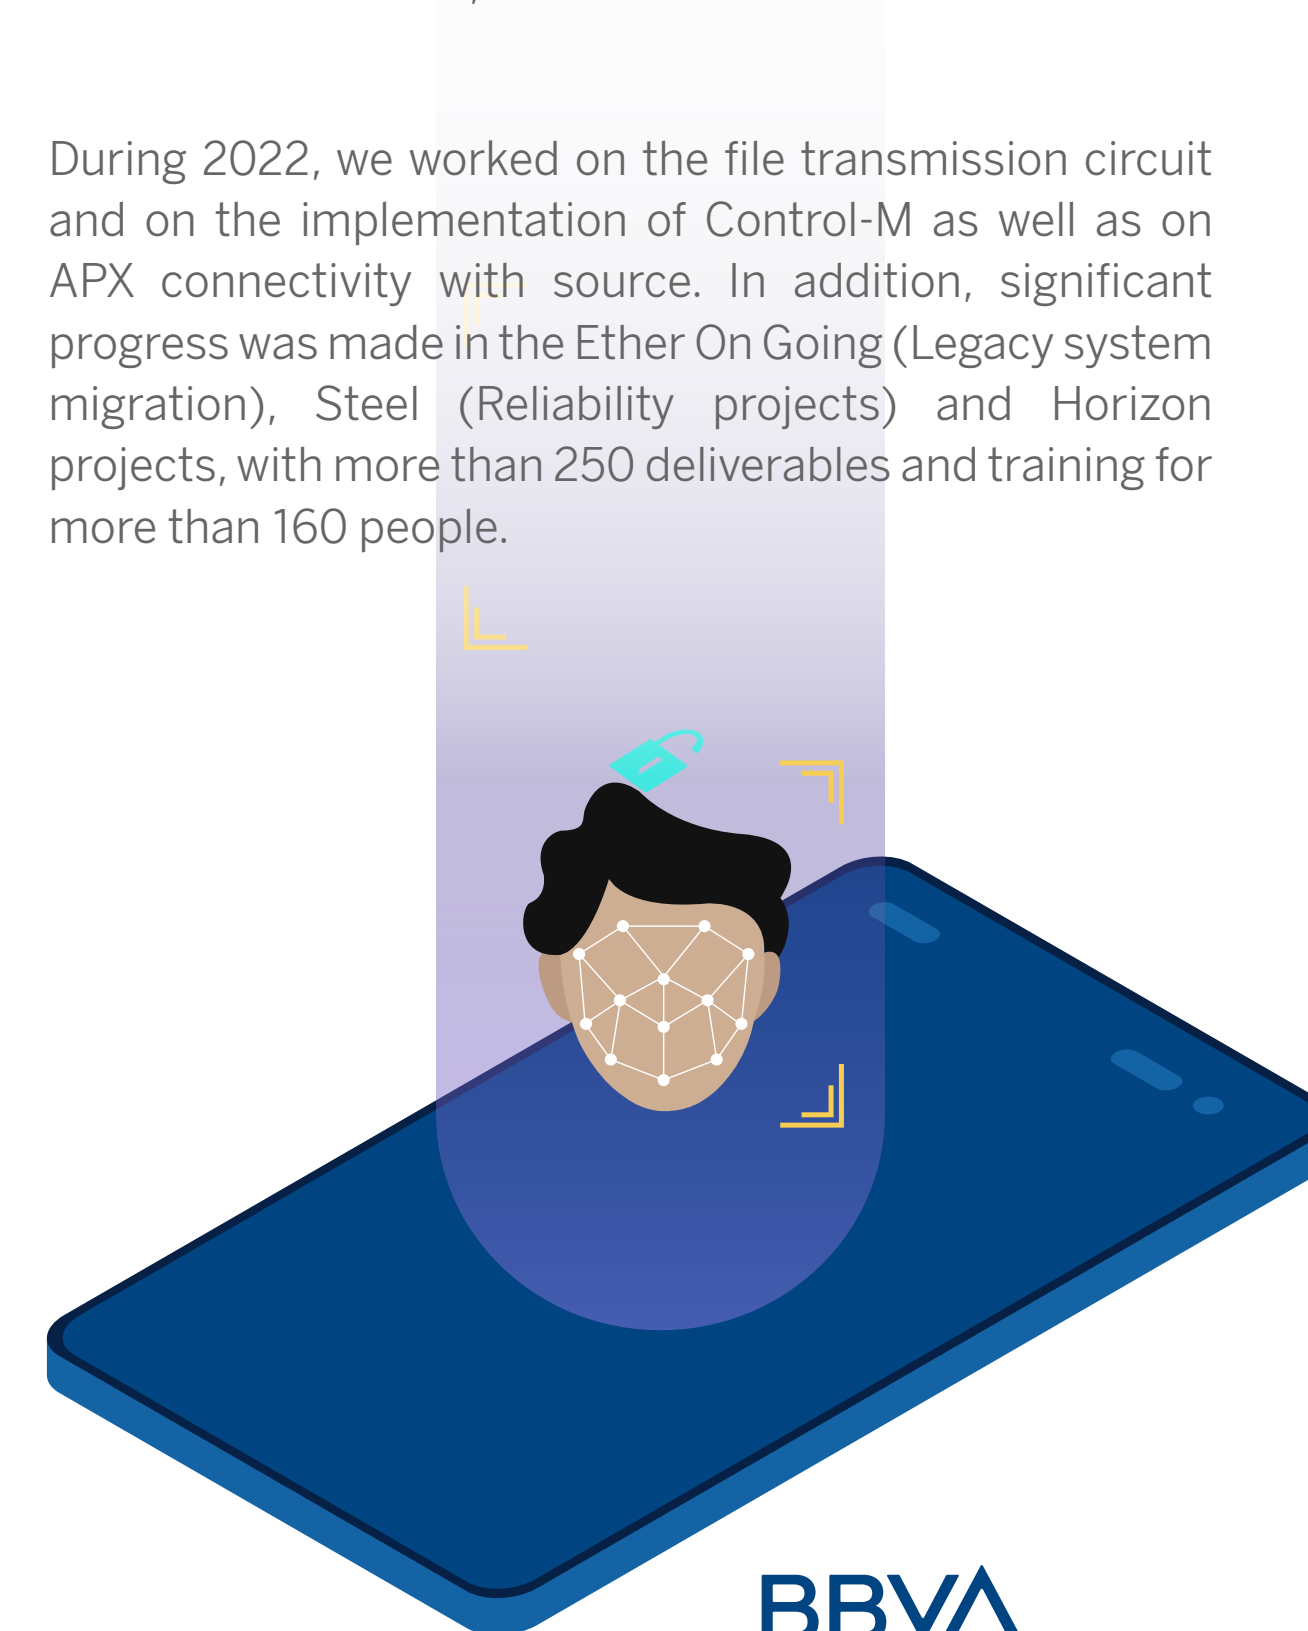 During 2022, we worked on the file transmission circuit
and on the implementation of Control-M as well as on
APX connectivity with source. In addition, significant
progress was made in the Ether On Going (Legacy system
migration), Steel (Reliability projects) and Horizon
projects, with more than 250 deliverables and training for
more than 160 people.
BBVA